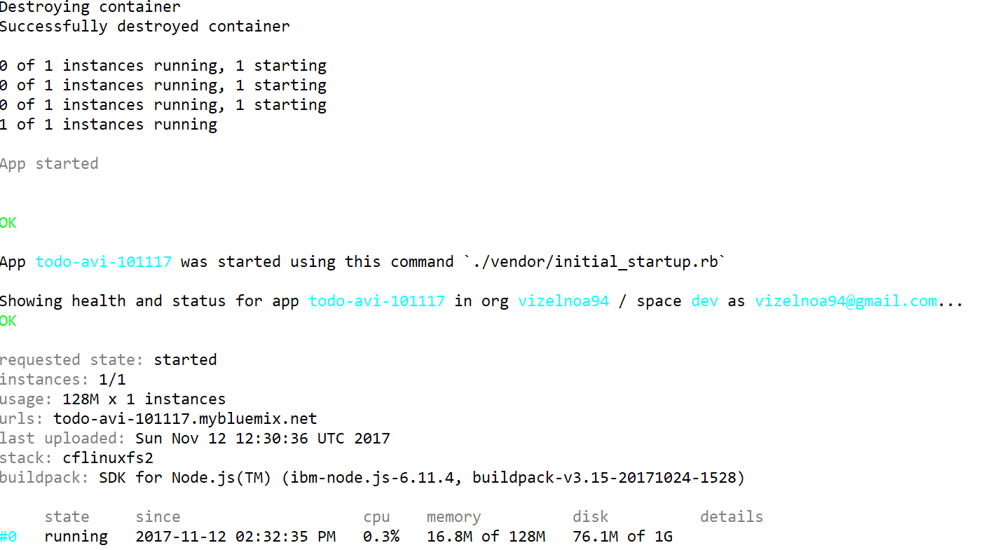 Destroying container
Successfully destroyed container
0 of 1 instances running, 1 starting
0 of 1 instances running, 1 starting
0 of 1 instances running, 1 starting
1 of 1 instances running
App started
OK
App todo-avi-101117 was started using this command `./vendor/initial_startup.rb`
Showing health and status for app todo-avi-101117 in org vizelnoa94 / space dev as vizelnoa94@gmail.com...
OK
requested state: started
instances: 1/1
usage: 128M x 1 instances
urls: todo-avi-101117.mybluemix.net
last uploaded: Sun Nov 12 12:30:36 UTC 2017
stack: cflinuxfs2
buildpack: SDK for Node.js(TM) (ibm-node.js-6.11.4, buildpack-v3.15-20171024-1528)
state since cpu memory disk details
#0 running 2017-11-12 02:32:35 PM 0.3% 16.8M of 128M 76.1M of 1G